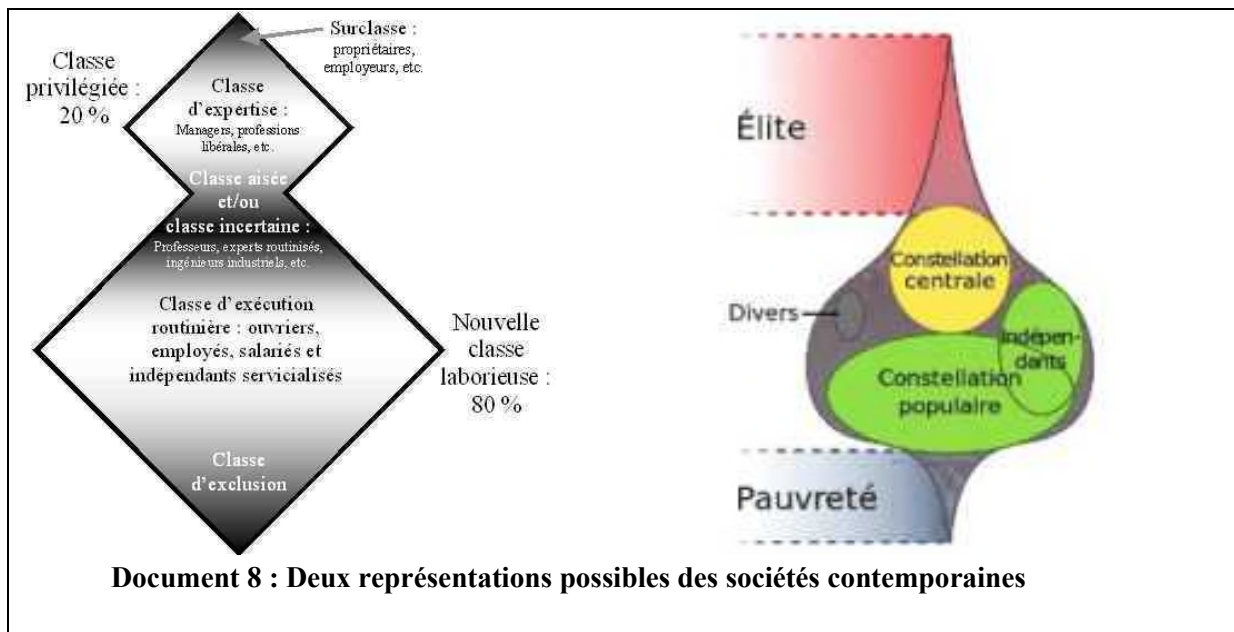 Classe
privilégiée :
20 %
Surclasse :
propriétaires,
employeurs, etc.
Classe
d'expertise :
Managers, professions
libérales, etc.
Classe aisée
et/ou
classe incertaine :
Professeurs, experts routinisés,
ingénieurs industriels, etc.
Classe d'exécution
routinière : ouvriers,
employés, salariés et
indépendants servicialisés
Nouvelle
classe
laborieuse :
80 %
Classe
d'exclusion
Élite
Constellation
centrale
Divers
Indépen-
dants
Constellation
populaire
Pauvreté
Document 8 : Deux représentations possibles des sociétés contemporaines